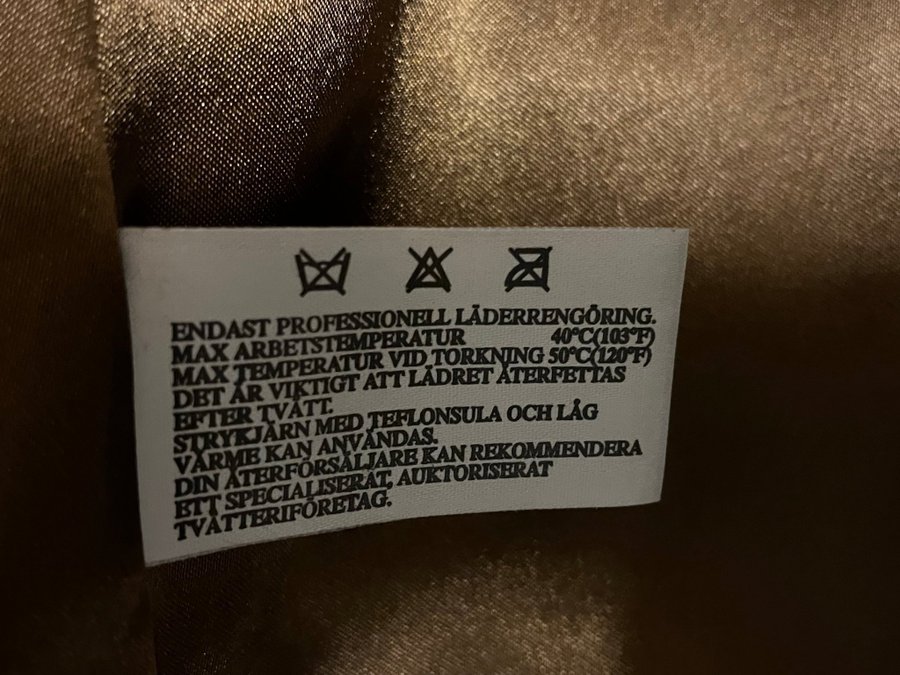 ENDAST PROFESSIONELL LÄDERRENGÖRING.
MAX ARBETSTEMPERATUR 40°C(103°F)
MAX TEMPERATUR VID TORKNING 50°C(120°F)
DET ÄR VIKTIGT ATT LÄDRET ÅTERFETTAS
EFTER TVÄTT.
STRYKJÄRN MED TEFLONSULA OCH LÅG
VÄRME KAN ANVÄNDAS.
DIN ÅTERFÖRSÄLJARE KAN REKOMMENDERA
ETT SPECIALISERAT, AUKTORISERAT
TVÄTTERIFÖRETAG.